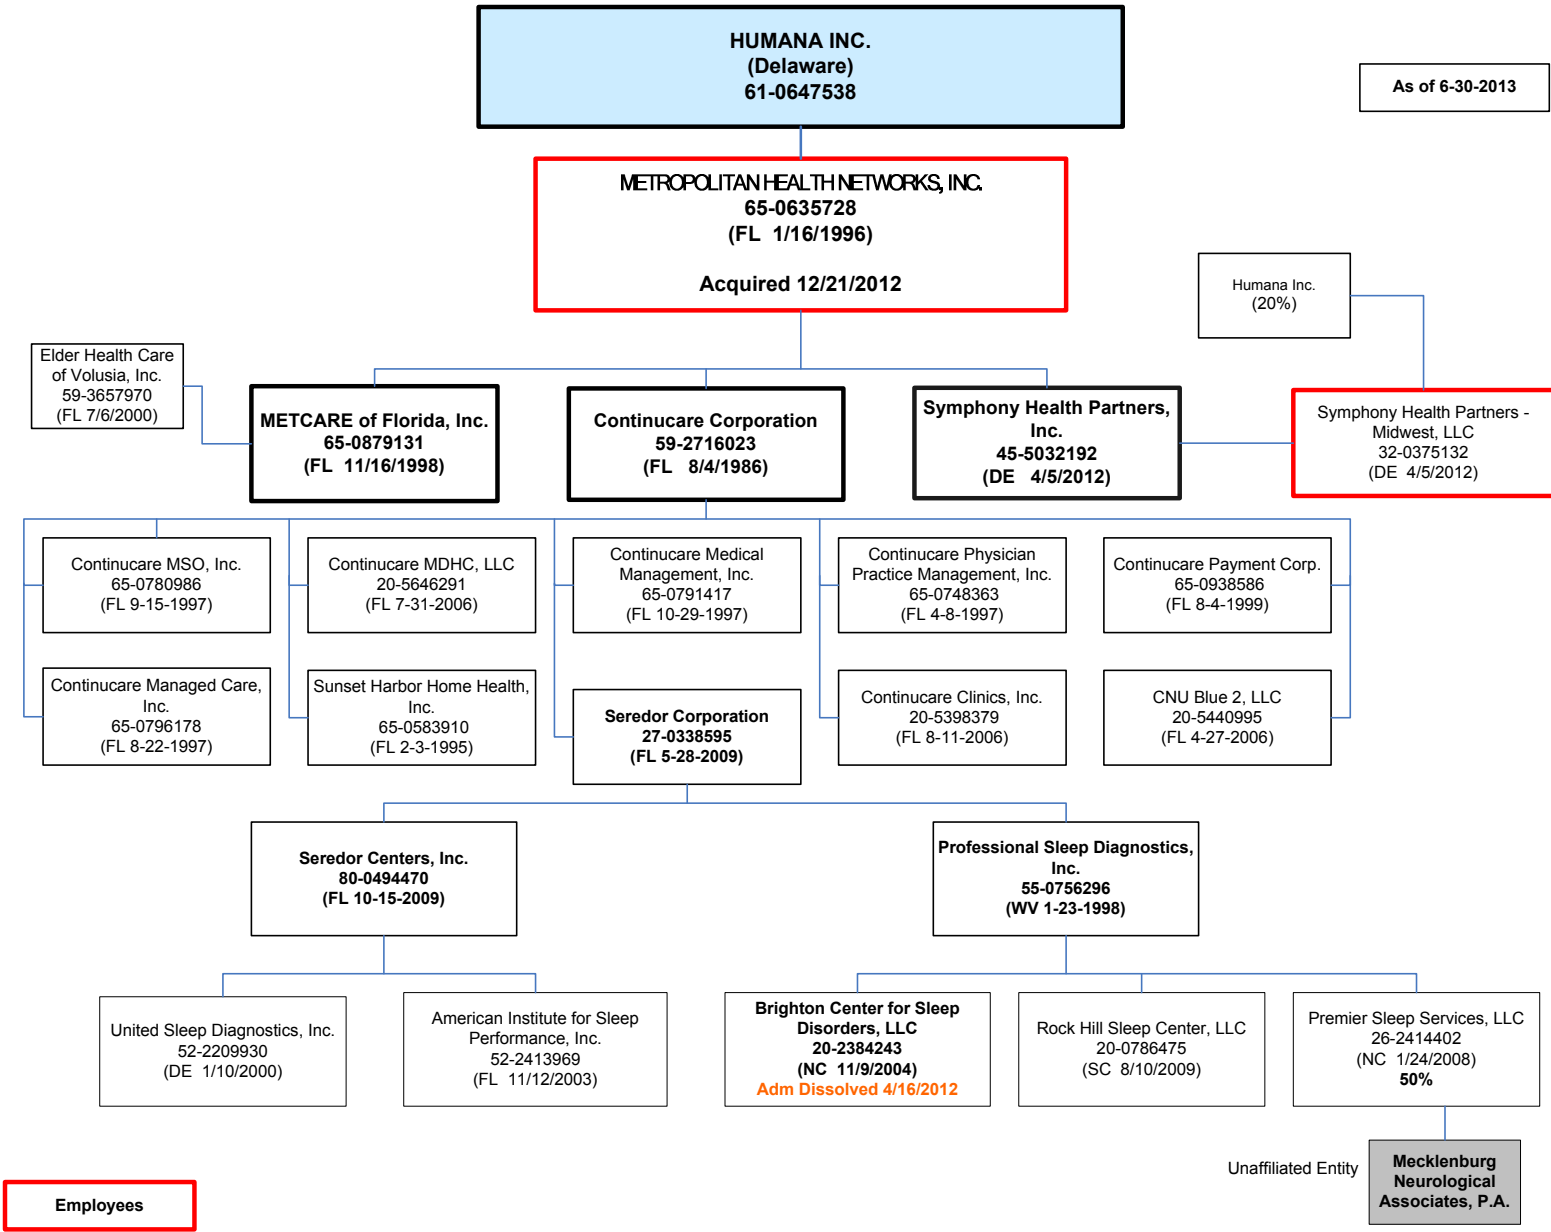 HUMANA INC.
(Delaware)
61-0647538
As of 6-30-2013
METROPOLITAN HEALTH NETWORKS, INC.
65-0635728
(FL 1/16/1996)
Acquired 12/21/2012
Humana Inc.
(20%)
Elder Health Care
of Volusia, Inc.
59-3657970
(FL 7/6/2000)
METCARE of Florida, Inc.
65-0879131
(FL 11/16/1998)
Continucare Corporation
59-2716023
(FL 8/4/1986)
Symphony Health Partners,
Inc.
45-5032192
(DE 4/5/2012)
Symphony Health Partners -
Midwest, LLC
32-0375132
(DE 4/5/2012)
Continucare MSO, Inc.
65-0780986
(FL 9-15-1997)
Continucare MDHC, LLC
20-5646291
(FL 7-31-2006)
Continucare Medical
Management, Inc.
65-0791417
(FL 10-29-1997)
Continucare Physician
Practice Management, Inc.
65-0748363
(FL 4-8-1997)
Continucare Payment Corp.
65-0938586
(FL 8-4-1999)
Continucare Managed Care,
Inc.
65-0796178
(FL 8-22-1997)
Sunset Harbor Home Health,
Inc.
65-0583910
(FL 2-3-1995)
Seredor Corporation
27-0338595
(FL 5-28-2009)
Continucare Clinics, Inc.
20-5398379
(FL 8-11-2006)
CNU Blue 2, LLC
20-5440995
(FL 4-27-2006)
Seredor Centers, Inc.
80-0494470
(FL 10-15-2009)
Professional Sleep Diagnostics,
Inc.
55-0756296
(WV 1-23-1998)
United Sleep Diagnostics, Inc.
52-2209930
(DE 1/10/2000)
American Institute for Sleep
Performance, Inc.
52-2413969
(FL 11/12/2003)
Brighton Center for Sleep
Disorders, LLC
20-2384243
(NC 11/9/2004)
Adm Dissolved 4/16/2012
Rock Hill Sleep Center, LLC
20-0786475
(SC 8/10/2009)
Premier Sleep Services, LLC
26-2414402
(NC 1/24/2008)
50%
Unaffiliated Entity
Mecklenburg
Neurological
Associates, P.A.
Employees